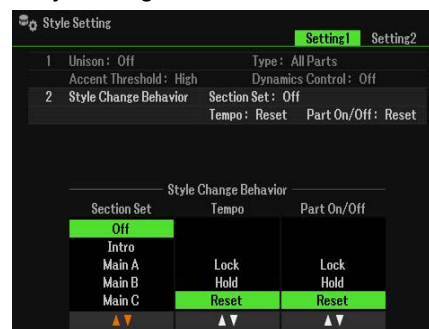 Style Setting
Setting1 Setting2
1 Unison: Off Type: All Parts
Accent Threshold: High Dynamics Control: Off
2 Style Change Behavior Section Set: Off
Tempo: Reset Part On/Off: Reset
Style Change Behavior
Section Set Tempo Part On/Off
Off
Intro
Main A Lock Lock
Main B Hold Hold
Main C Reset Reset